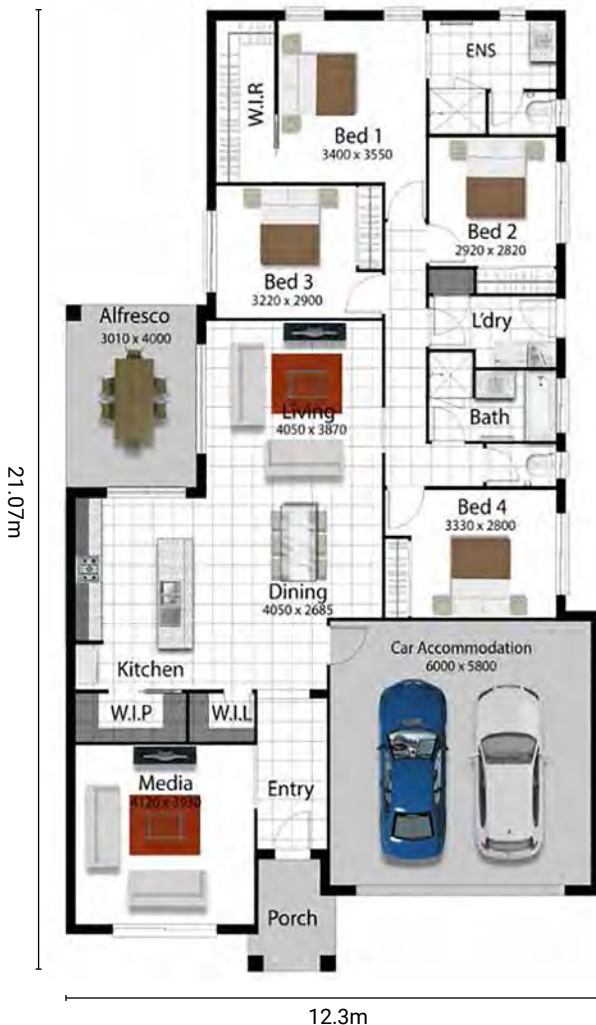 ENS
W.I.R
Bed 1
3400 x 3550
Bed 2
2920 x 2820
Bed 3
3220 x 2900
Alfresco
3010 x 4000
L'dry
Living
4050 x 3870
Bath
21.07m
Bed 4
3330 x 2800
Dining
4050 x 2685
Car Accommodation
6000 x 5800
Kitchen
W.I.P
W.I.L
Media
4120 x 3930
Entry
Porch
12.3m